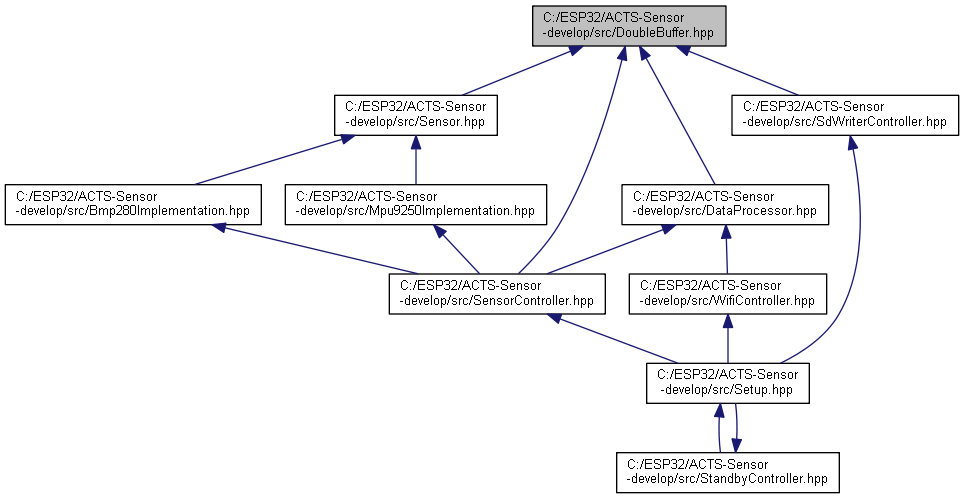 C:/ESP32/ACTS-Sensor
-develop/src/DoubleBuffer.hpp
C:/ESP32/ACTS-Sensor
-develop/src/Sensor.hpp
C:/ESP32/ACTS-Sensor
-develop/src/SdWriterController.hpp
C:/ESP32/ACTS-Sensor
-develop/src/Bmp280Implementation.hpp
C:/ESP32/ACTS-Sensor
-develop/src/Mpu9250Implementation.hpp
C:/ESP32/ACTS-Sensor
-develop/src/DataProcessor.hpp
C:/ESP32/ACTS-Sensor
-develop/src/SensorController.hpp
C:/ESP32/ACTS-Sensor
-develop/src/WifiController.hpp
C:/ESP32/ACTS-Sensor
-develop/src/Setup.hpp
C:/ESP32/ACTS-Sensor
-develop/src/StandbyController.hpp